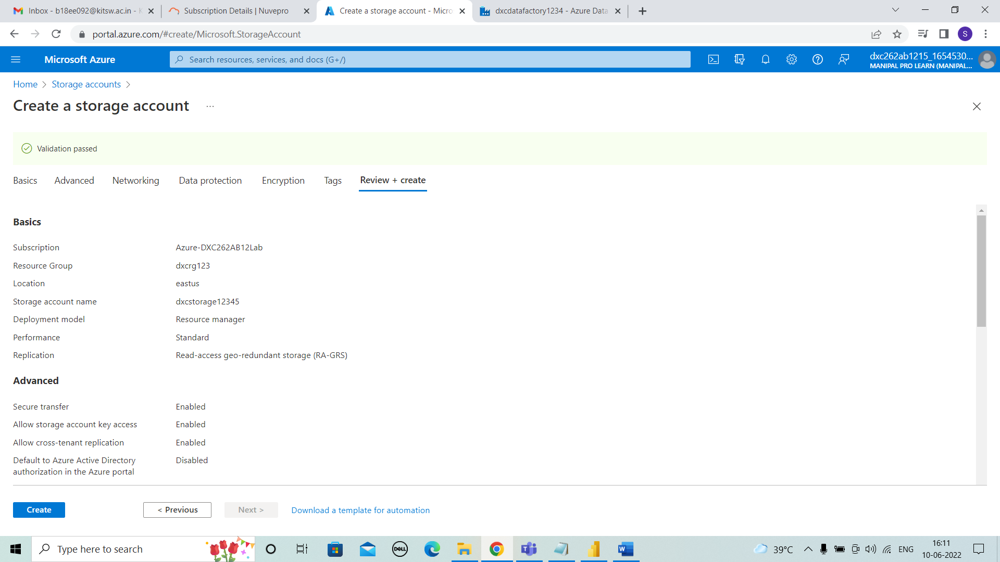 Inbox - b18ee092@kitsw.ac.in -
Subscription Details | Nuvepro
Create a storage account - Micro
dxcdatafactory1234 - Azure Data
portal.azure.com/#create/Microsoft.StorageAccount
S
Microsoft Azure
Search resources, services, and docs (G+/)
dxc262ab1215_1654530...
MANIPAL PRO LEARN (MANIPAL...
Home > Storage accounts >
Create a storage account ...
Validation passed
Basics
Advanced
Networking
Data protection
Encryption
Tags
Review + create
Basics
Subscription Azure-DXC262AB12Lab
Resource Group dxcrg123
Location eastus
Storage account name dxcstorage12345
Deployment model Resource manager
Performance Standard
Replication Read-access geo-redundant storage (RA-GRS)
Advanced
Secure transfer Enabled
Allow storage account key access Enabled
Allow cross-tenant replication Enabled
Default to Azure Active Directory Disabled
authorization in the Azure portal
Create
< Previous
Next >
Download a template for automation
Type here to search
DELL
39°C
ENG
16:11
10-06-2022